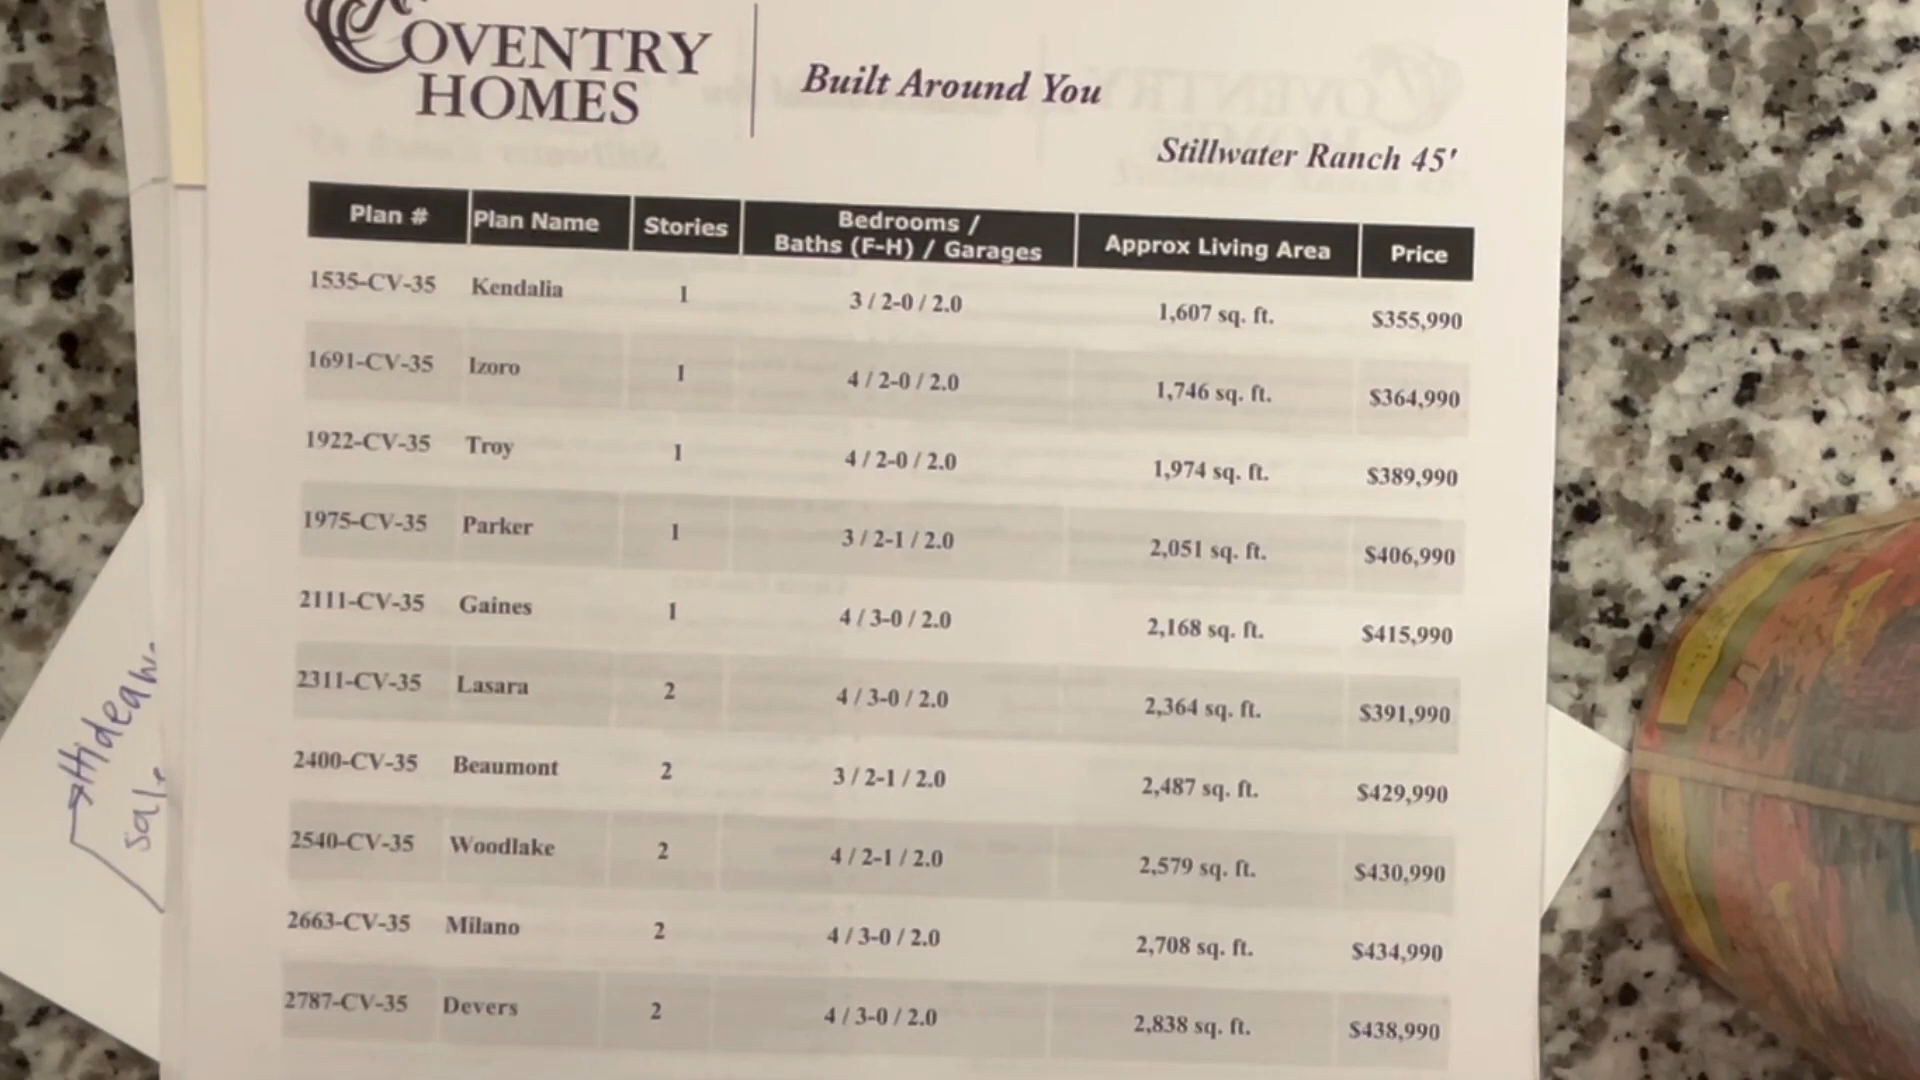 COVENTRY
HOMES
Built Around You
Stillwater Ranch 45'
Plan # Plan Name Stories Bedrooms / Baths (F-H) / Garages Approx Living Area Price
1535-CV-35 Kendalia 1 3 / 2-0 / 2.0 1,607 sq. ft. $355,990
1691-CV-35 Izoro 1 4 / 2-0 / 2.0 1,746 sq. ft. $364,990
1922-CV-35 Troy 1 4 / 2-0 / 2.0 1,974 sq. ft. $389,990
1975-CV-35 Parker 1 3 / 2-1 / 2.0 2,051 sq. ft. $406,990
2111-CV-35 Gaines 1 4 / 3-0 / 2.0 2,168 sq. ft. $415,990
2311-CV-35 Lasara 2 4 / 3-0 / 2.0 2,364 sq. ft. $391,990
2400-CV-35 Beaumont 2 3 / 2-1 / 2.0 2,487 sq. ft. $429,990
2540-CV-35 Woodlake 2 4 / 2-1 / 2.0 2,579 sq. ft. $430,990
2663-CV-35 Milano 2 4 / 3-0 / 2.0 2,708 sq. ft. $434,990
2787-CV-35 Devers 2 4 / 3-0 / 2.0 2,838 sq. ft. $438,990